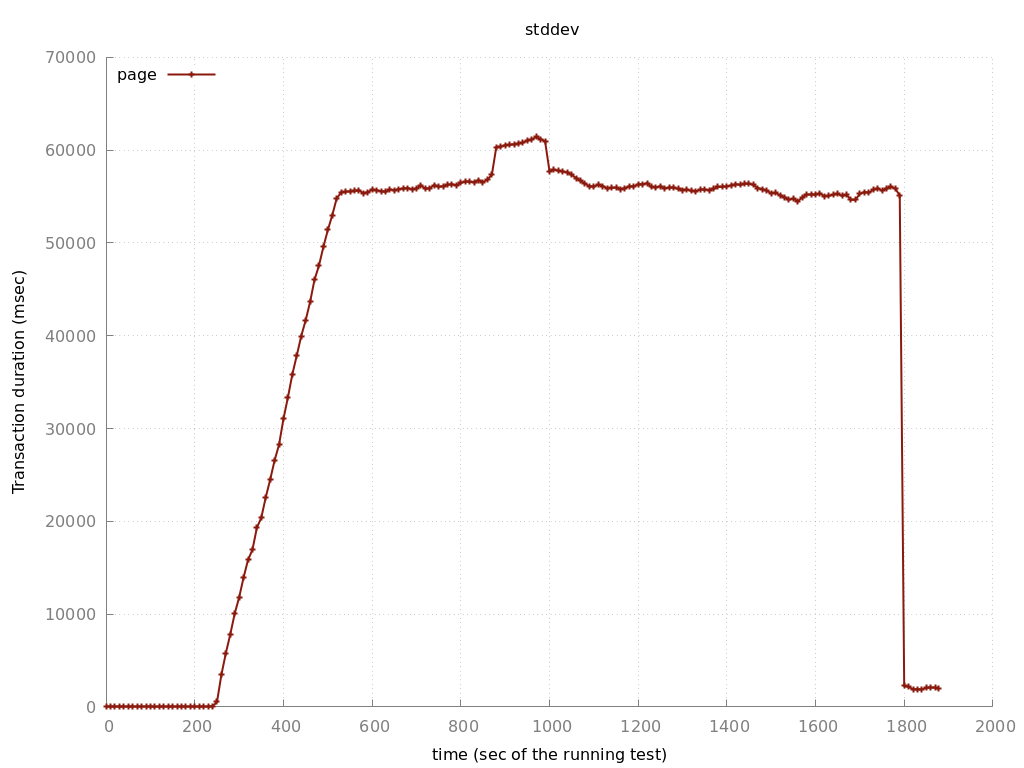 stddev
70000
page
60000
50000
40000
30000
20000
10000
0
0 200 400 600 800 1000 1200 1400 1600 1800 2000
Transaction duration (msec)
time (sec of the running test)